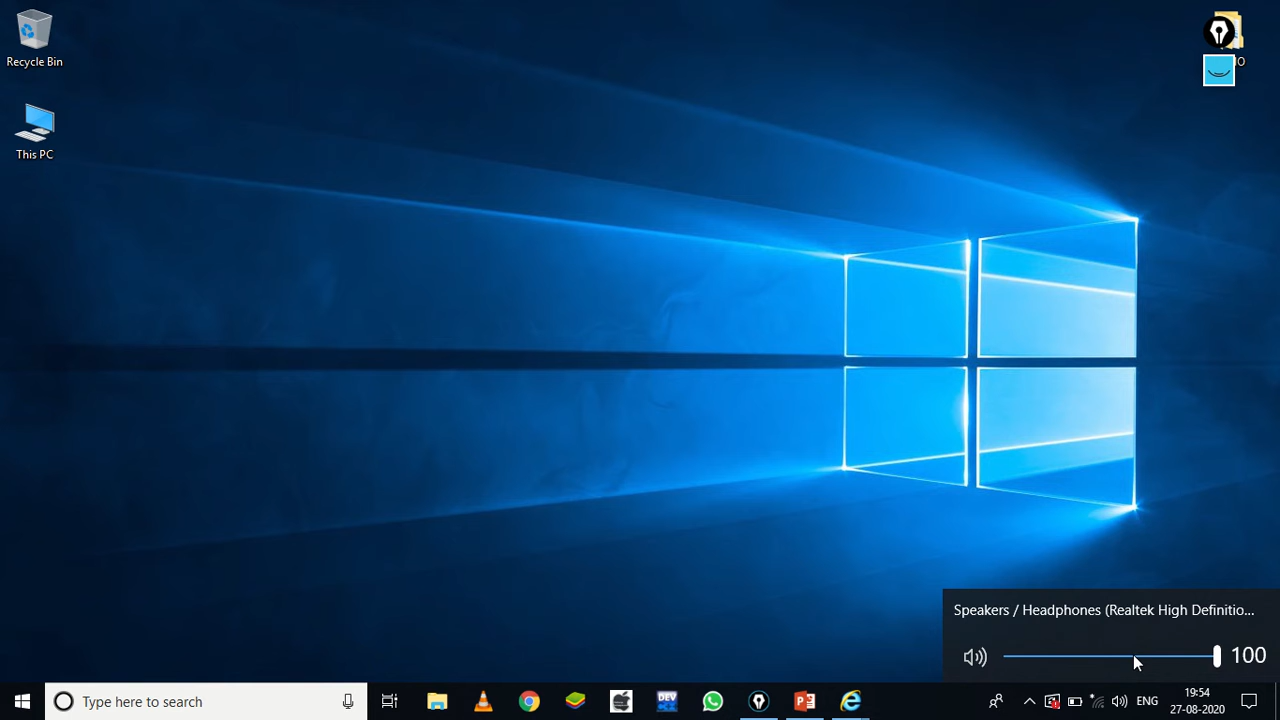 Recycle Bin
This PC
Speakers / Headphones (Realtek High Definitio...
100
Type here to search
DEV
ENG
19:54
27-08-2020